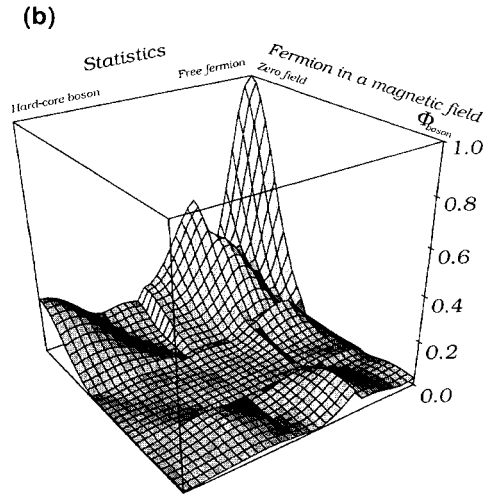 (b)
Statistics
Fermion in a magnetic field
Free fermion
Zero field
Hard-core boson
Φboson
1.0
0.8
0.6
0.4
0.2
0.0